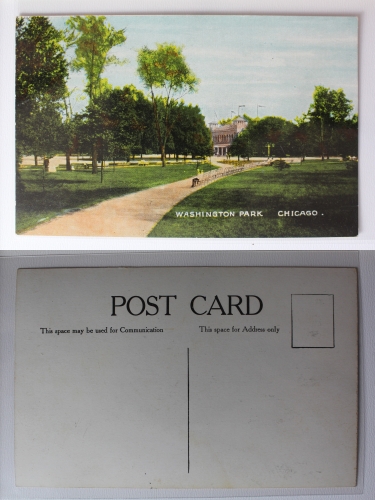 WASHINGTON PARK CHICAGO.
POST CARD
This space may be used for Communication
This space for Address only